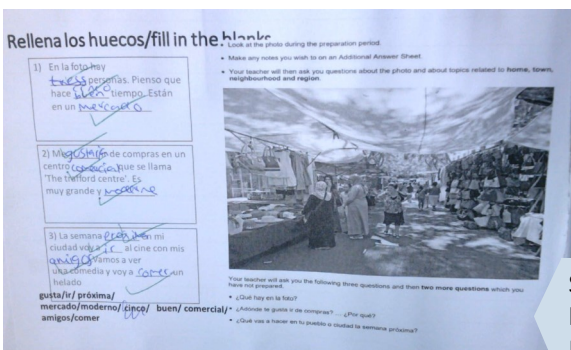 Rellena los huecos/fill in the blanks
1) En la foto hay
tress personas. Pienso que
hace buen tiempo. Están
en un mercado
2) Me gusta ir de compras en un
centro comercial que se llama
'The trafford centre'. Es
muy grande y moderne
3) La semana próxima en mi
ciudad voy a ir al cine con mis
amigos Vamos a ver
una comedia y voy a comer un
helado
gusta/ir/ próxima/
mercado/moderno/ cinco/ buen/ comercial/
amigos/comer
Look at the photo during the preparation period.
• Make any notes you wish to on an Additional Answer Sheet.
• Your teacher will then ask you questions about the photo and about topics related to home, town,
neighbourhood and region.
Your teacher will ask you the following three questions and then two more questions which you
have not prepared.
• ¿Qué hay en la foto?
• ¿Adónde te gusta ir de compras? ... ¿Por qué?
• ¿Qué vas a hacer en tu pueblo o ciudad la semana próxima?